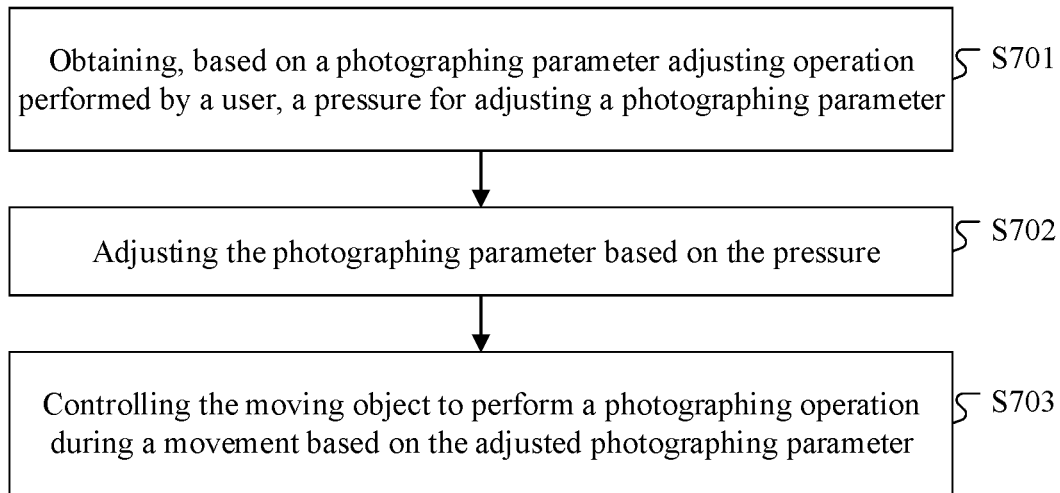 Obtaining, based on a photographing parameter adjusting operation
performed by a user, a pressure for adjusting a photographing parameter
S701
Adjusting the photographing parameter based on the pressure
S702
Controlling the moving object to perform a photographing operation
during a movement based on the adjusted photographing parameter
S703